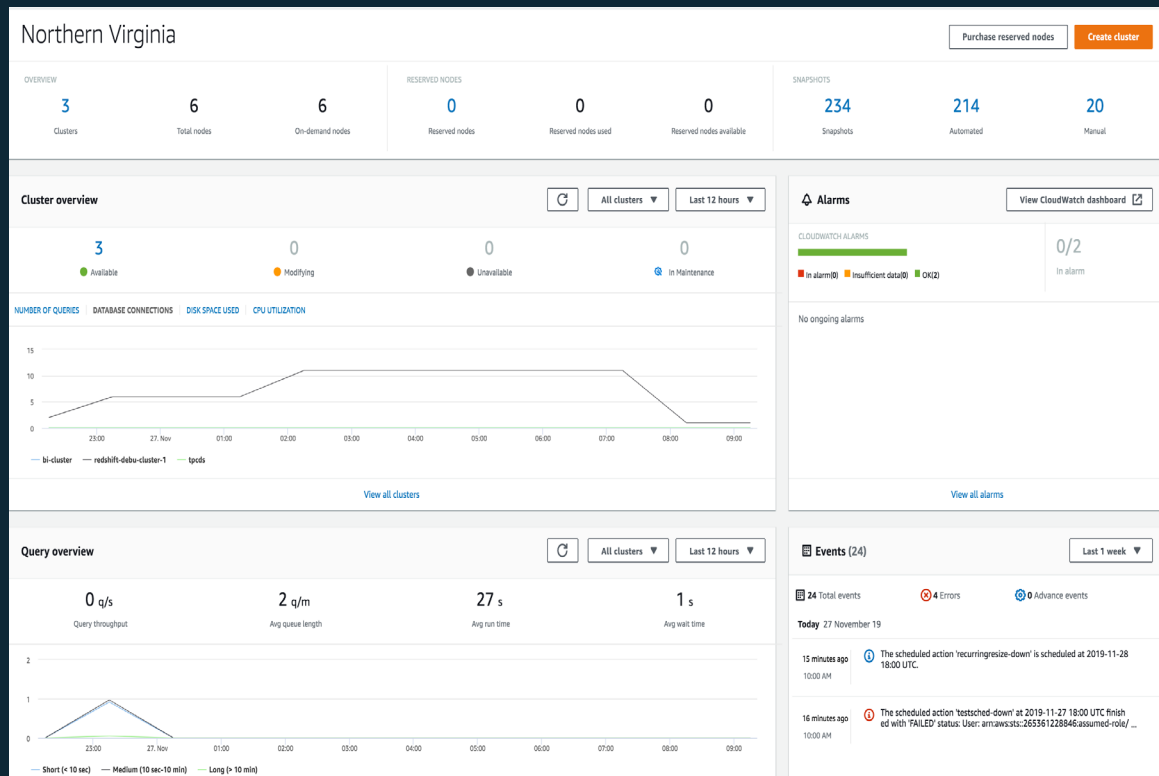 Northern Virginia
Purchase reserved nodes
Create cluster
OVERVIEW
3
6
6
Clusters
Total nodes
On-demand nodes
RESERVED NODES
0
0
0
Reserved nodes
Reserved nodes used
Reserved nodes available
SNAPSHOTS
234
214
20
Snapshots
Automated
Manual
Cluster overview
All clusters
Last 12 hours
3
0
0
0
Available
Modifying
Unavailable
In Maintenance
NUMBER OF QUERIES
DATABASE CONNECTIONS
DISK SPACE USED
CPU UTILIZATION
15
10
5
0
23:00 27. Nov 01:00 02:00 03:00 04:00 05:00 06:00 07:00 08:00 09:00
bi-cluster redshift-debu-cluster-1 tpcds
View all clusters
Alarms
View CloudWatch dashboard
CLOUDWATCH ALARMS
In alarm(0) Insufficient data(0) OK(2)
0/2
In alarm
No ongoing alarms
View all alarms
Query overview
All clusters
Last 12 hours
0 q/s
2 q/m
27 s
1 s
Query throughput
Avg queue length
Avg run time
Avg wait time
2
1
0
23:00 27. Nov 01:00 02:00 03:00 04:00 05:00 06:00 07:00 08:00 09:00
Short (< 10 sec) Medium (10 sec-10 min) Long (> 10 min)
Events (24)
Last 1 week
24 Total events
4 Errors
0 Advance events
Today 27 November 19
15 minutes ago
10:00 AM
The scheduled action 'recurringresize-down' is scheduled at 2019-11-28
18:00 UTC.
16 minutes ago
10:00 AM
The scheduled action 'testsched-down' at 2019-11-27 18:00 UTC finish
ed with 'FAILED' status: User: arn:aws:sts::265361228846:assumed-role/ ...